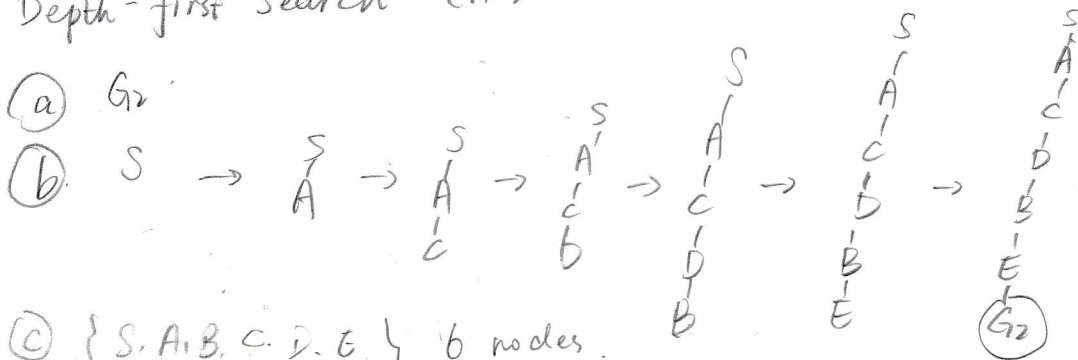 Depth-first search
(a) G2
(b) S → S A → S A C → S A C D → S A C D B → S A C D B E → S A C D B E G2
(c) { S. A, B. C. D. E } 6 nodes.